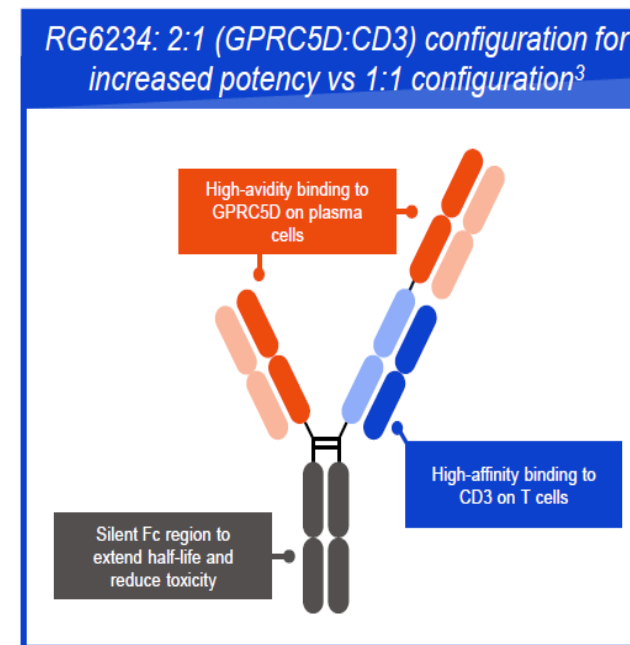 RG6234: 2:1 (GPRC5D:CD3) configuration for
increased potency vs 1:1 configuration3
High-avidity binding to
GPRC5D on plasma
cells
High-affinity binding to
CD3 on T cells
Silent Fc region to
extend half-life and
reduce toxicity